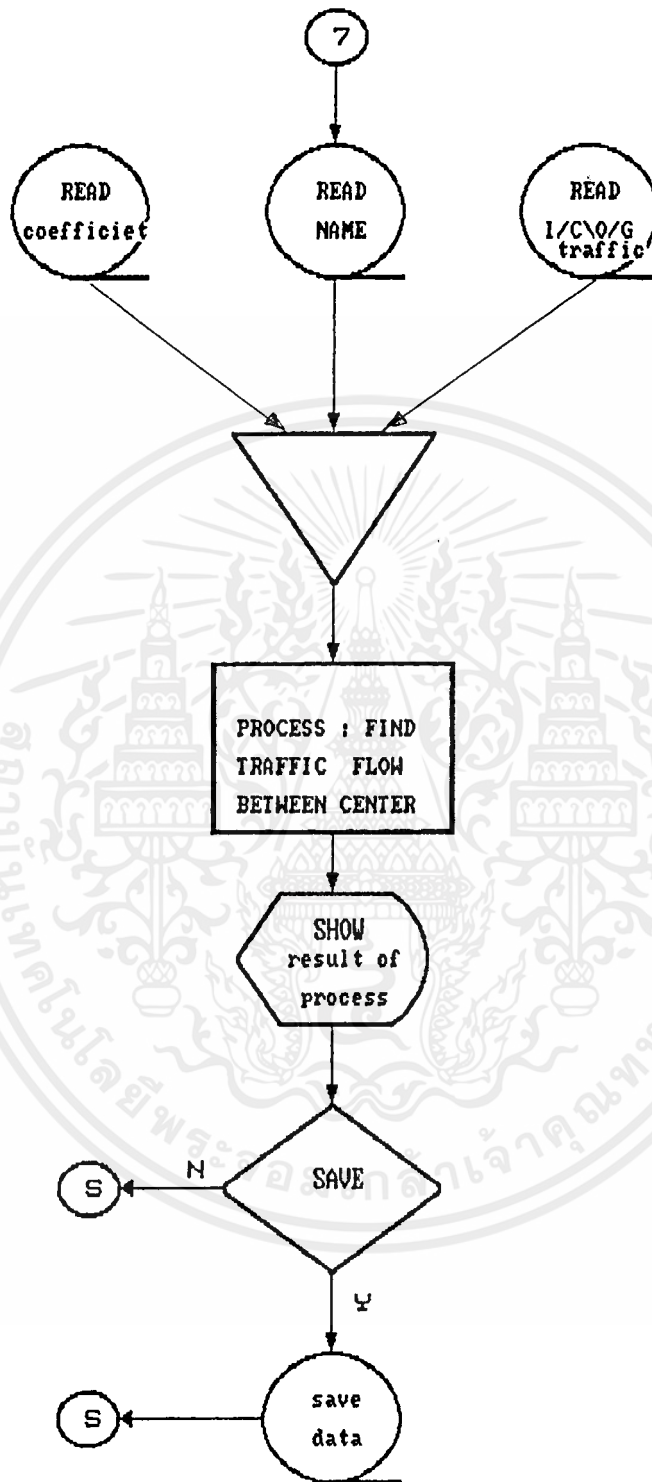 7
READ
coefficiet
READ
NAME
READ
I/C\O/G
traffic
PROCESS : FIND
TRAFFIC FLOW
BETWEEN CENTER
SHOW
result of
process
SAVE
N
S
Y
save
data
S